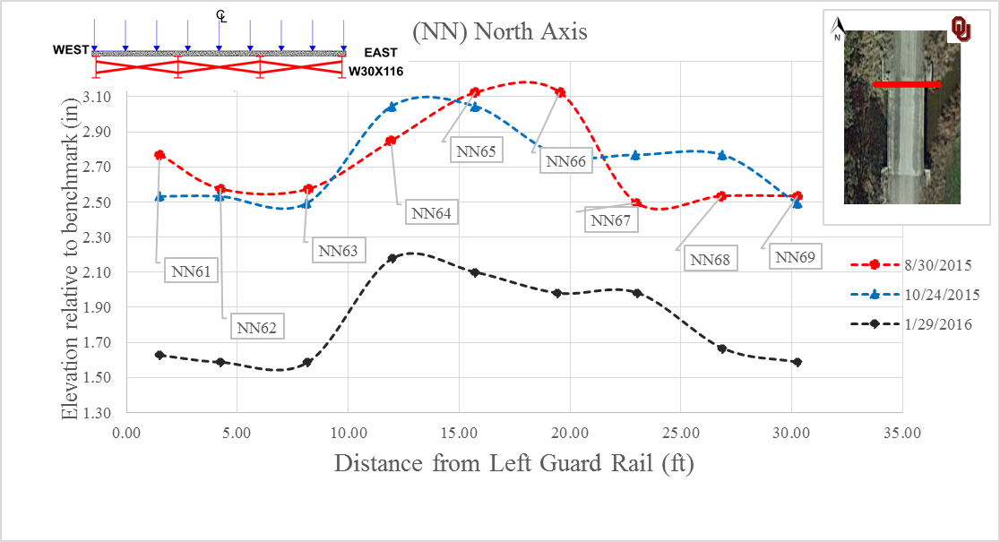 (NN) North Axis
CL
WEST
EAST
W30X116
N
OU
Elevation relative to benchmark (in)
3.10
2.90
2.70
2.50
2.30
2.10
1.90
1.70
1.50
1.30
NN61
NN62
NN63
NN64
NN65
NN66
NN67
NN68
NN69
8/30/2015
10/24/2015
1/29/2016
0.00 5.00 10.00 15.00 20.00 25.00 30.00 35.00
Distance from Left Guard Rail (ft)